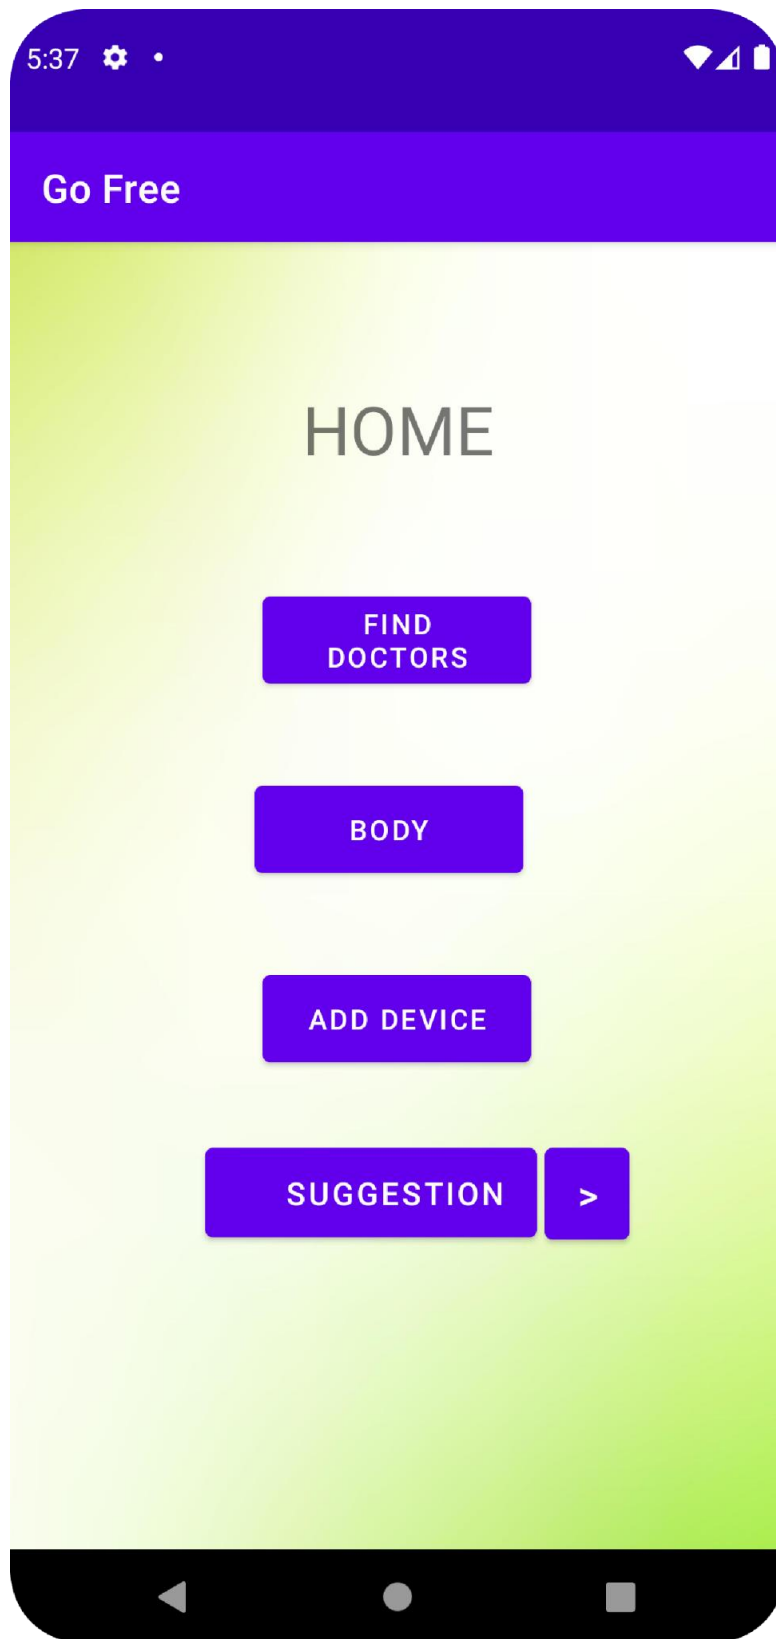 5:37
Go Free
HOME
FIND
DOCTORS
BODY
ADD DEVICE
SUGGESTION >